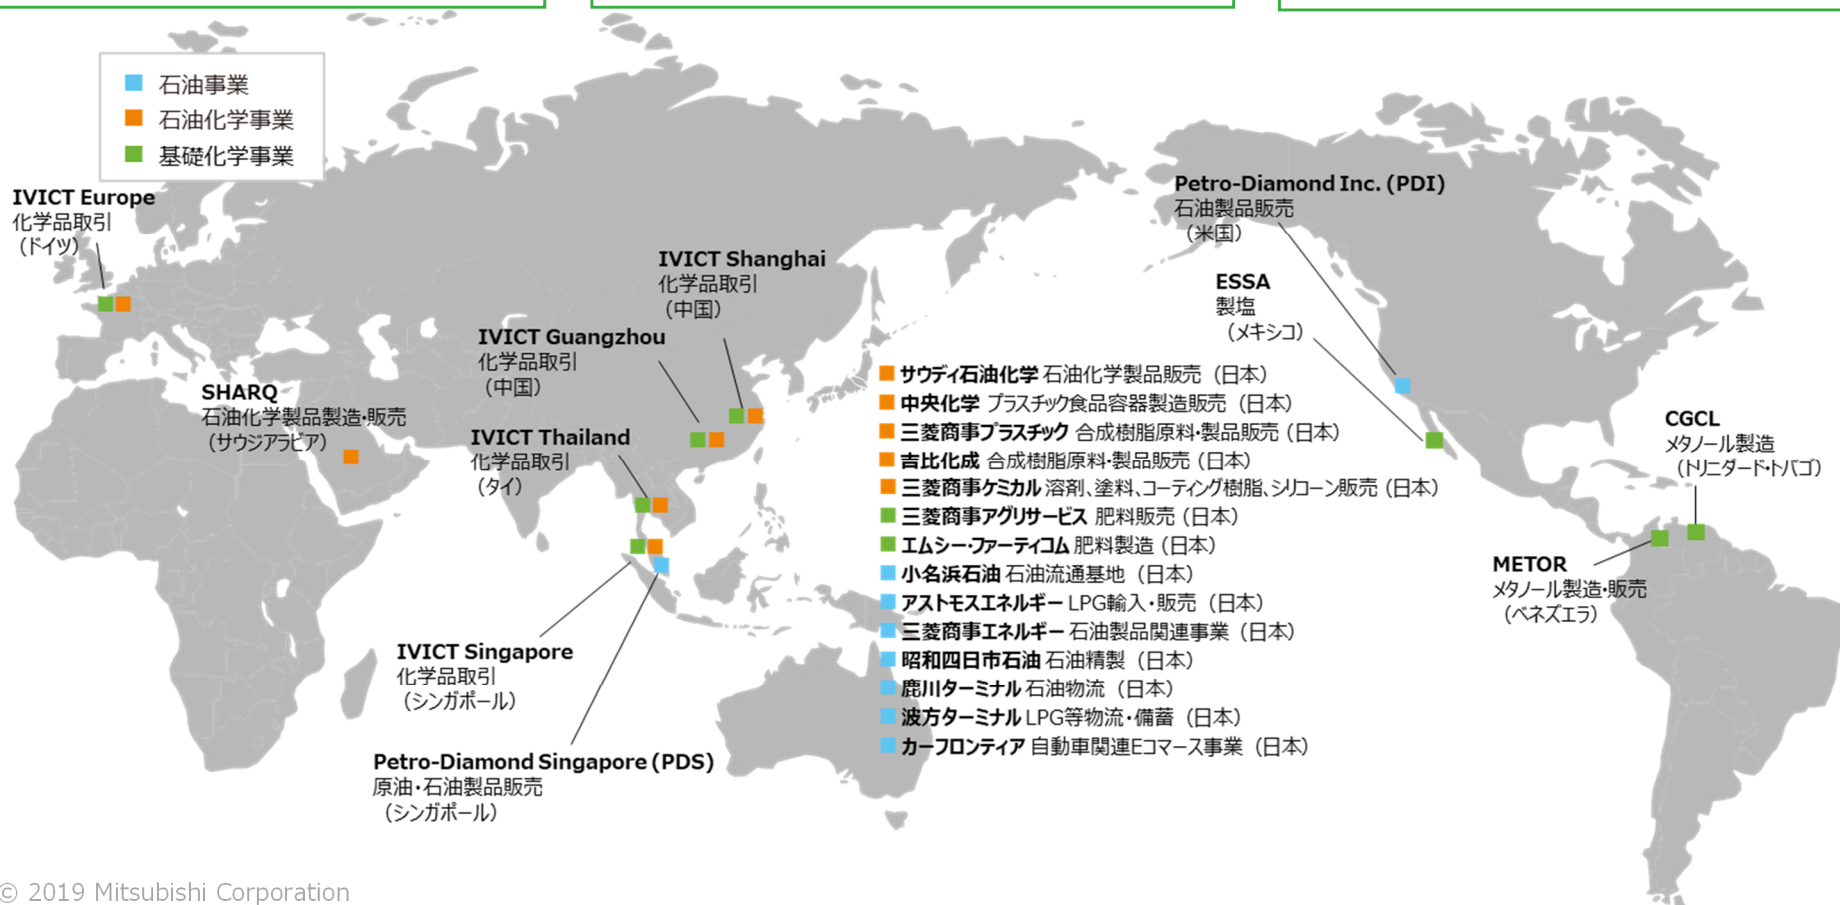 石油事業
石油化学事業
基礎化学事業
IVICT Europe
化学品取引
（ドイツ）
SHARQ
石油化学製品製造・販売
（サウジアラビア）
IVICT Shanghai
化学品取引
（中国）
IVICT Guangzhou
化学品取引
（中国）
IVICT Thailand
化学品取引
（タイ）
IVICT Singapore
化学品取引
（シンガポール）
Petro-Diamond Singapore (PDS)
原油・石油製品販売
（シンガポール）
サウディ石油化学 石油化学製品販売（日本）
中央化学 プラスチック食品容器製造販売（日本）
三菱商事プラスチック 合成樹脂原料・製品販売（日本）
吉比化成 合成樹脂原料・製品販売（日本）
三菱商事ケミカル 溶剤、塗料、コーティング樹脂、シリコーン販売（日本）
三菱商事アグリサービス 肥料販売（日本）
エムシー・ファーティコム 肥料製造（日本）
小名浜石油 石油流通基地（日本）
アストモスエネルギー LPG輸入・販売（日本）
三菱商事エネルギー 石油製品関連事業（日本）
昭和四日市石油 石油精製（日本）
鹿川ターミナル 石油物流（日本）
波方ターミナル LPG等物流・備蓄（日本）
カーフロンティア 自動車関連Eコマース事業（日本）
Petro-Diamond Inc. (PDI)
石油製品販売
（米国）
ESSA
製塩
（メキシコ）
CGCL
メタノール製造
（トリニダード・トバゴ）
METOR
メタノール製造・販売
（ベネズエラ）
© 2019 Mitsubishi Corporation